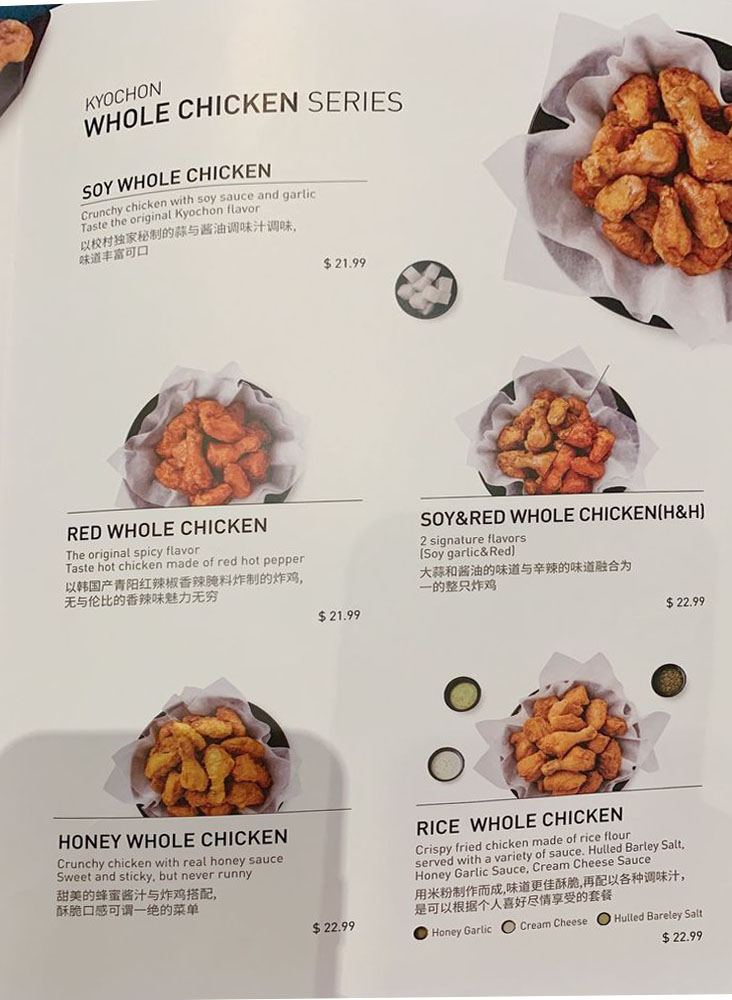 KYOCHON
WHOLE CHICKEN SERIES
SOY WHOLE CHICKEN
Crunchy chicken with soy sauce and garlic
Taste the original Kyochon flavor
以校村独家秘制的蒜与酱油调味汁调味,
味道丰富可口
$ 21.99
RED WHOLE CHICKEN
The original spicy flavor
Taste hot chicken made of red hot pepper
以韩国产青阳红辣椒香辣腌料炸制的炸鸡,
无与伦比的香辣味魅力无穷
$ 21.99
SOY&RED WHOLE CHICKEN(H&H)
2 signature flavors
(Soy garlic&Red)
大蒜和酱油的味道与辛辣的味道融合为
一的整只炸鸡
$ 22.99
HONEY WHOLE CHICKEN
Crunchy chicken with real honey sauce
Sweet and sticky, but never runny
甜美的蜂蜜酱汁与炸鸡搭配,
酥脆口感可谓一绝的菜单
$ 22.99
RICE WHOLE CHICKEN
Crispy fried chicken made of rice flour
served with a variety of sauce. Hulled Barley Salt,
Honey Garlic Sauce, Cream Cheese Sauce
用米粉制作而成,味道更佳酥脆,再配以各种调味汁,
是可以根据个人喜好尽情享受的套餐
Honey Garlic Cream Cheese Hulled Bareley Salt
$ 22.99